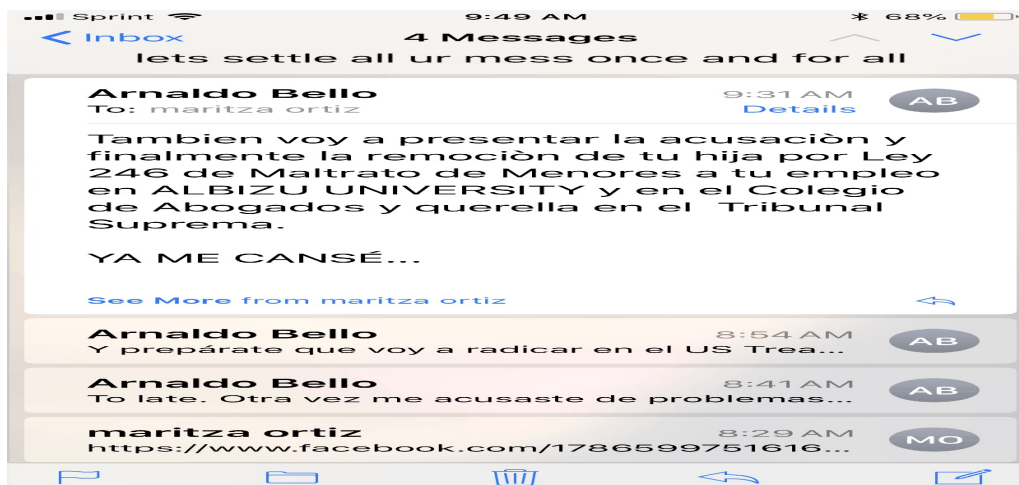 Sprint 9:49 AM 68%
Inbox 4 Messages
lets settle all ur mess once and for all
Arnaldo Bello 9:31 AM AB
To: maritza ortiz Details
Tambien voy a presentar la acusaciòn y
finalmente la remociòn de tu hija por Ley
246 de Maltrato de Menores a tu empleo
en ALBIZU UNIVERSITY y en el Colegio
de Abogados y querella en el Tribunal
Suprema.
YA ME CANSÉ...
See More from maritza ortiz
Arnaldo Bello 8:54 AM AB
Y prepárate que voy a radicar en el US Trea...
Arnaldo Bello 8:41 AM AB
To late. Otra vez me acusaste de problemas...
maritza ortiz 8:29 AM MO
https://www.facebook.com/1786599751616...